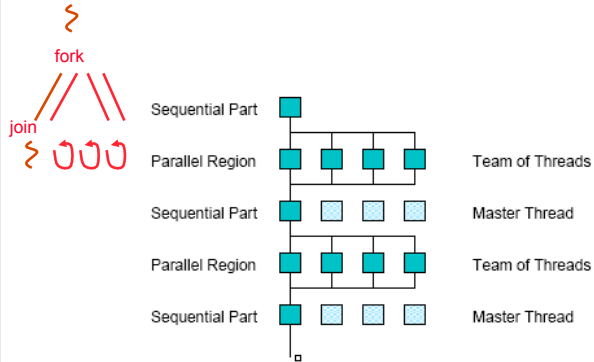 fork
join
Sequential Part
Parallel Region Team of Threads
Sequential Part Master Thread
Parallel Region Team of Threads
Sequential Part Master Thread